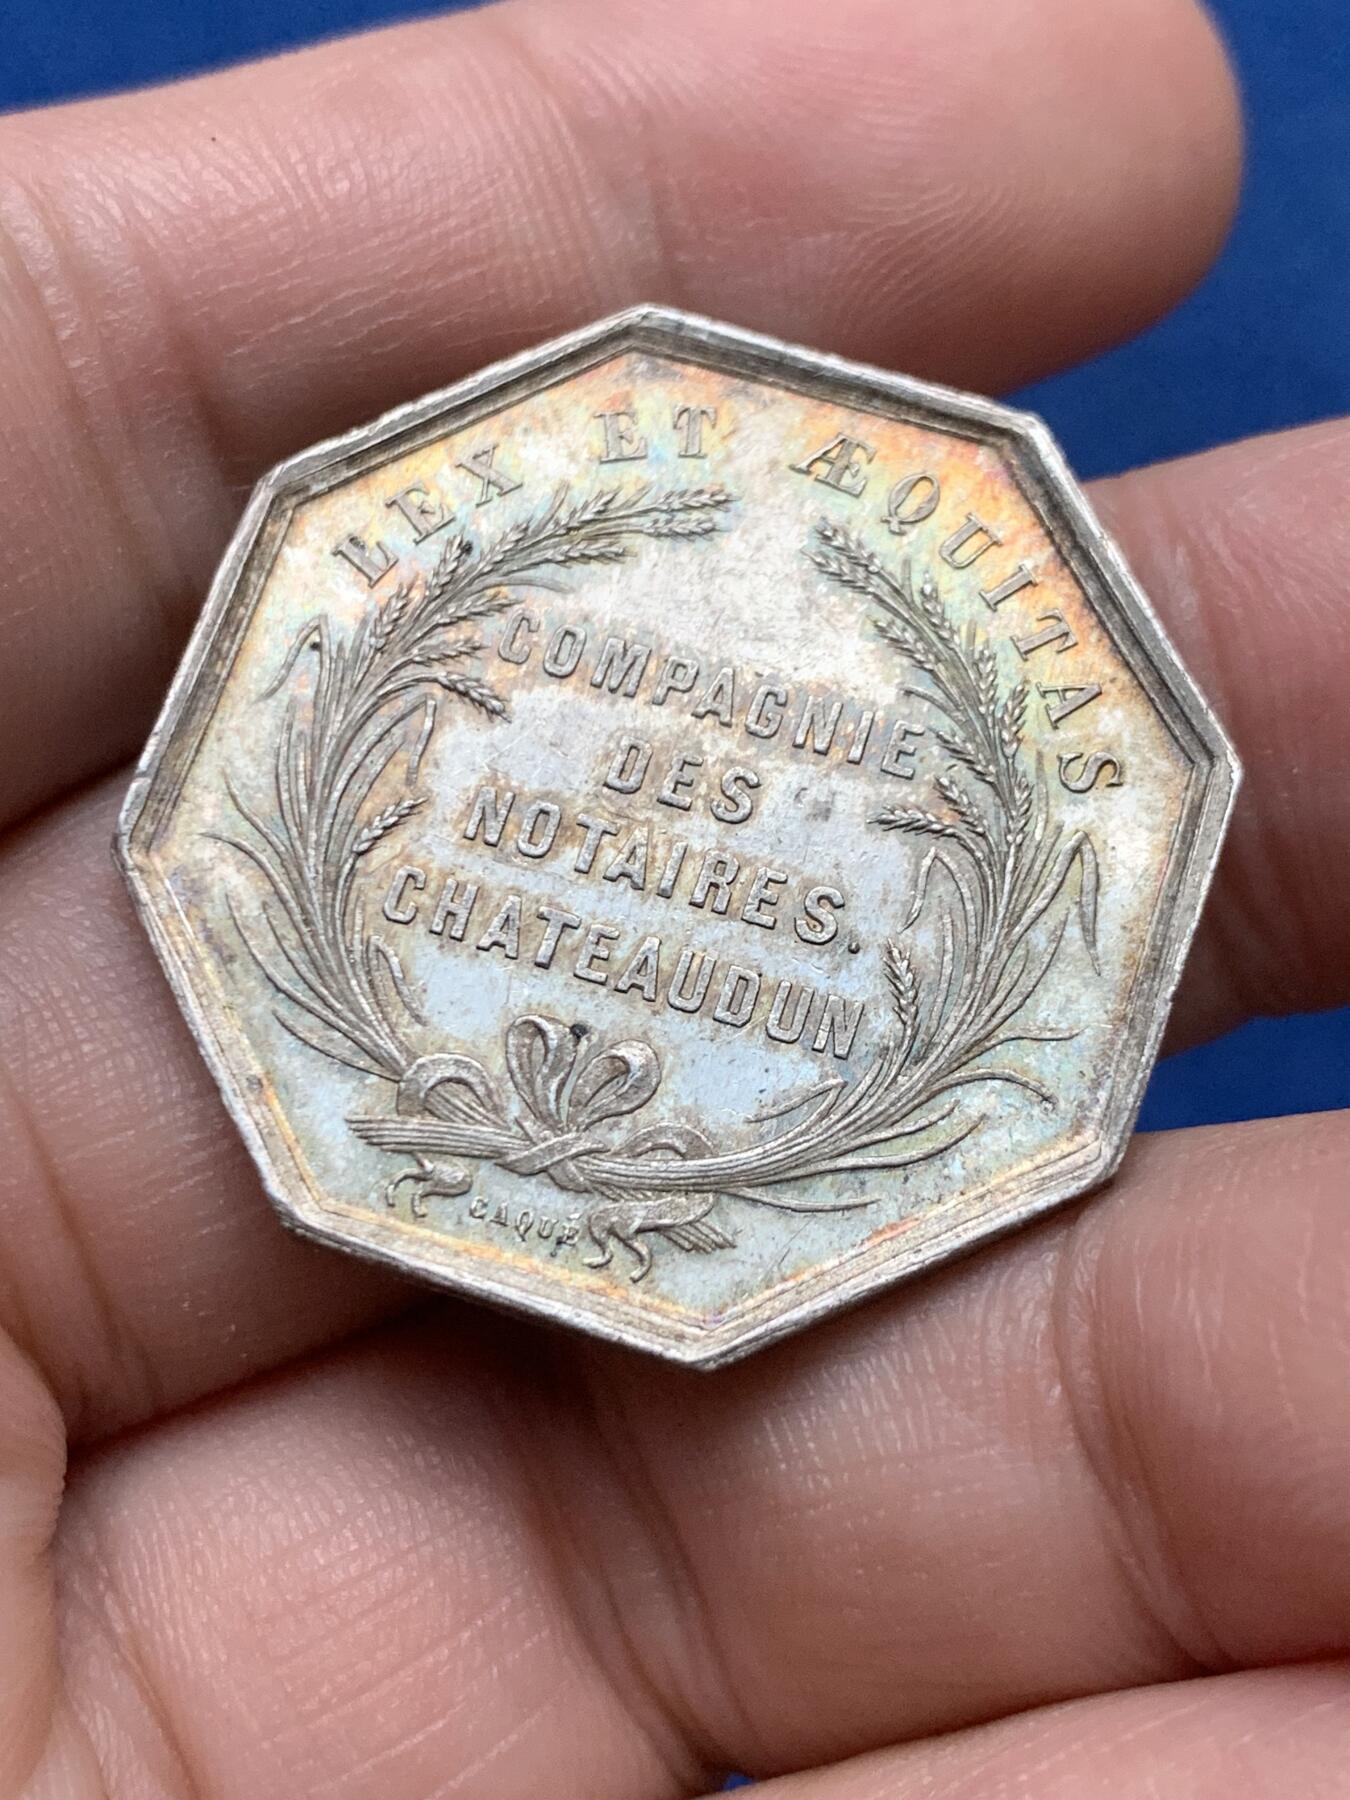 LEX ET ÆQUITAS
COMPAGNIE
DES
NOTAIRES.
CHATEAUDUN
CAQUÉ